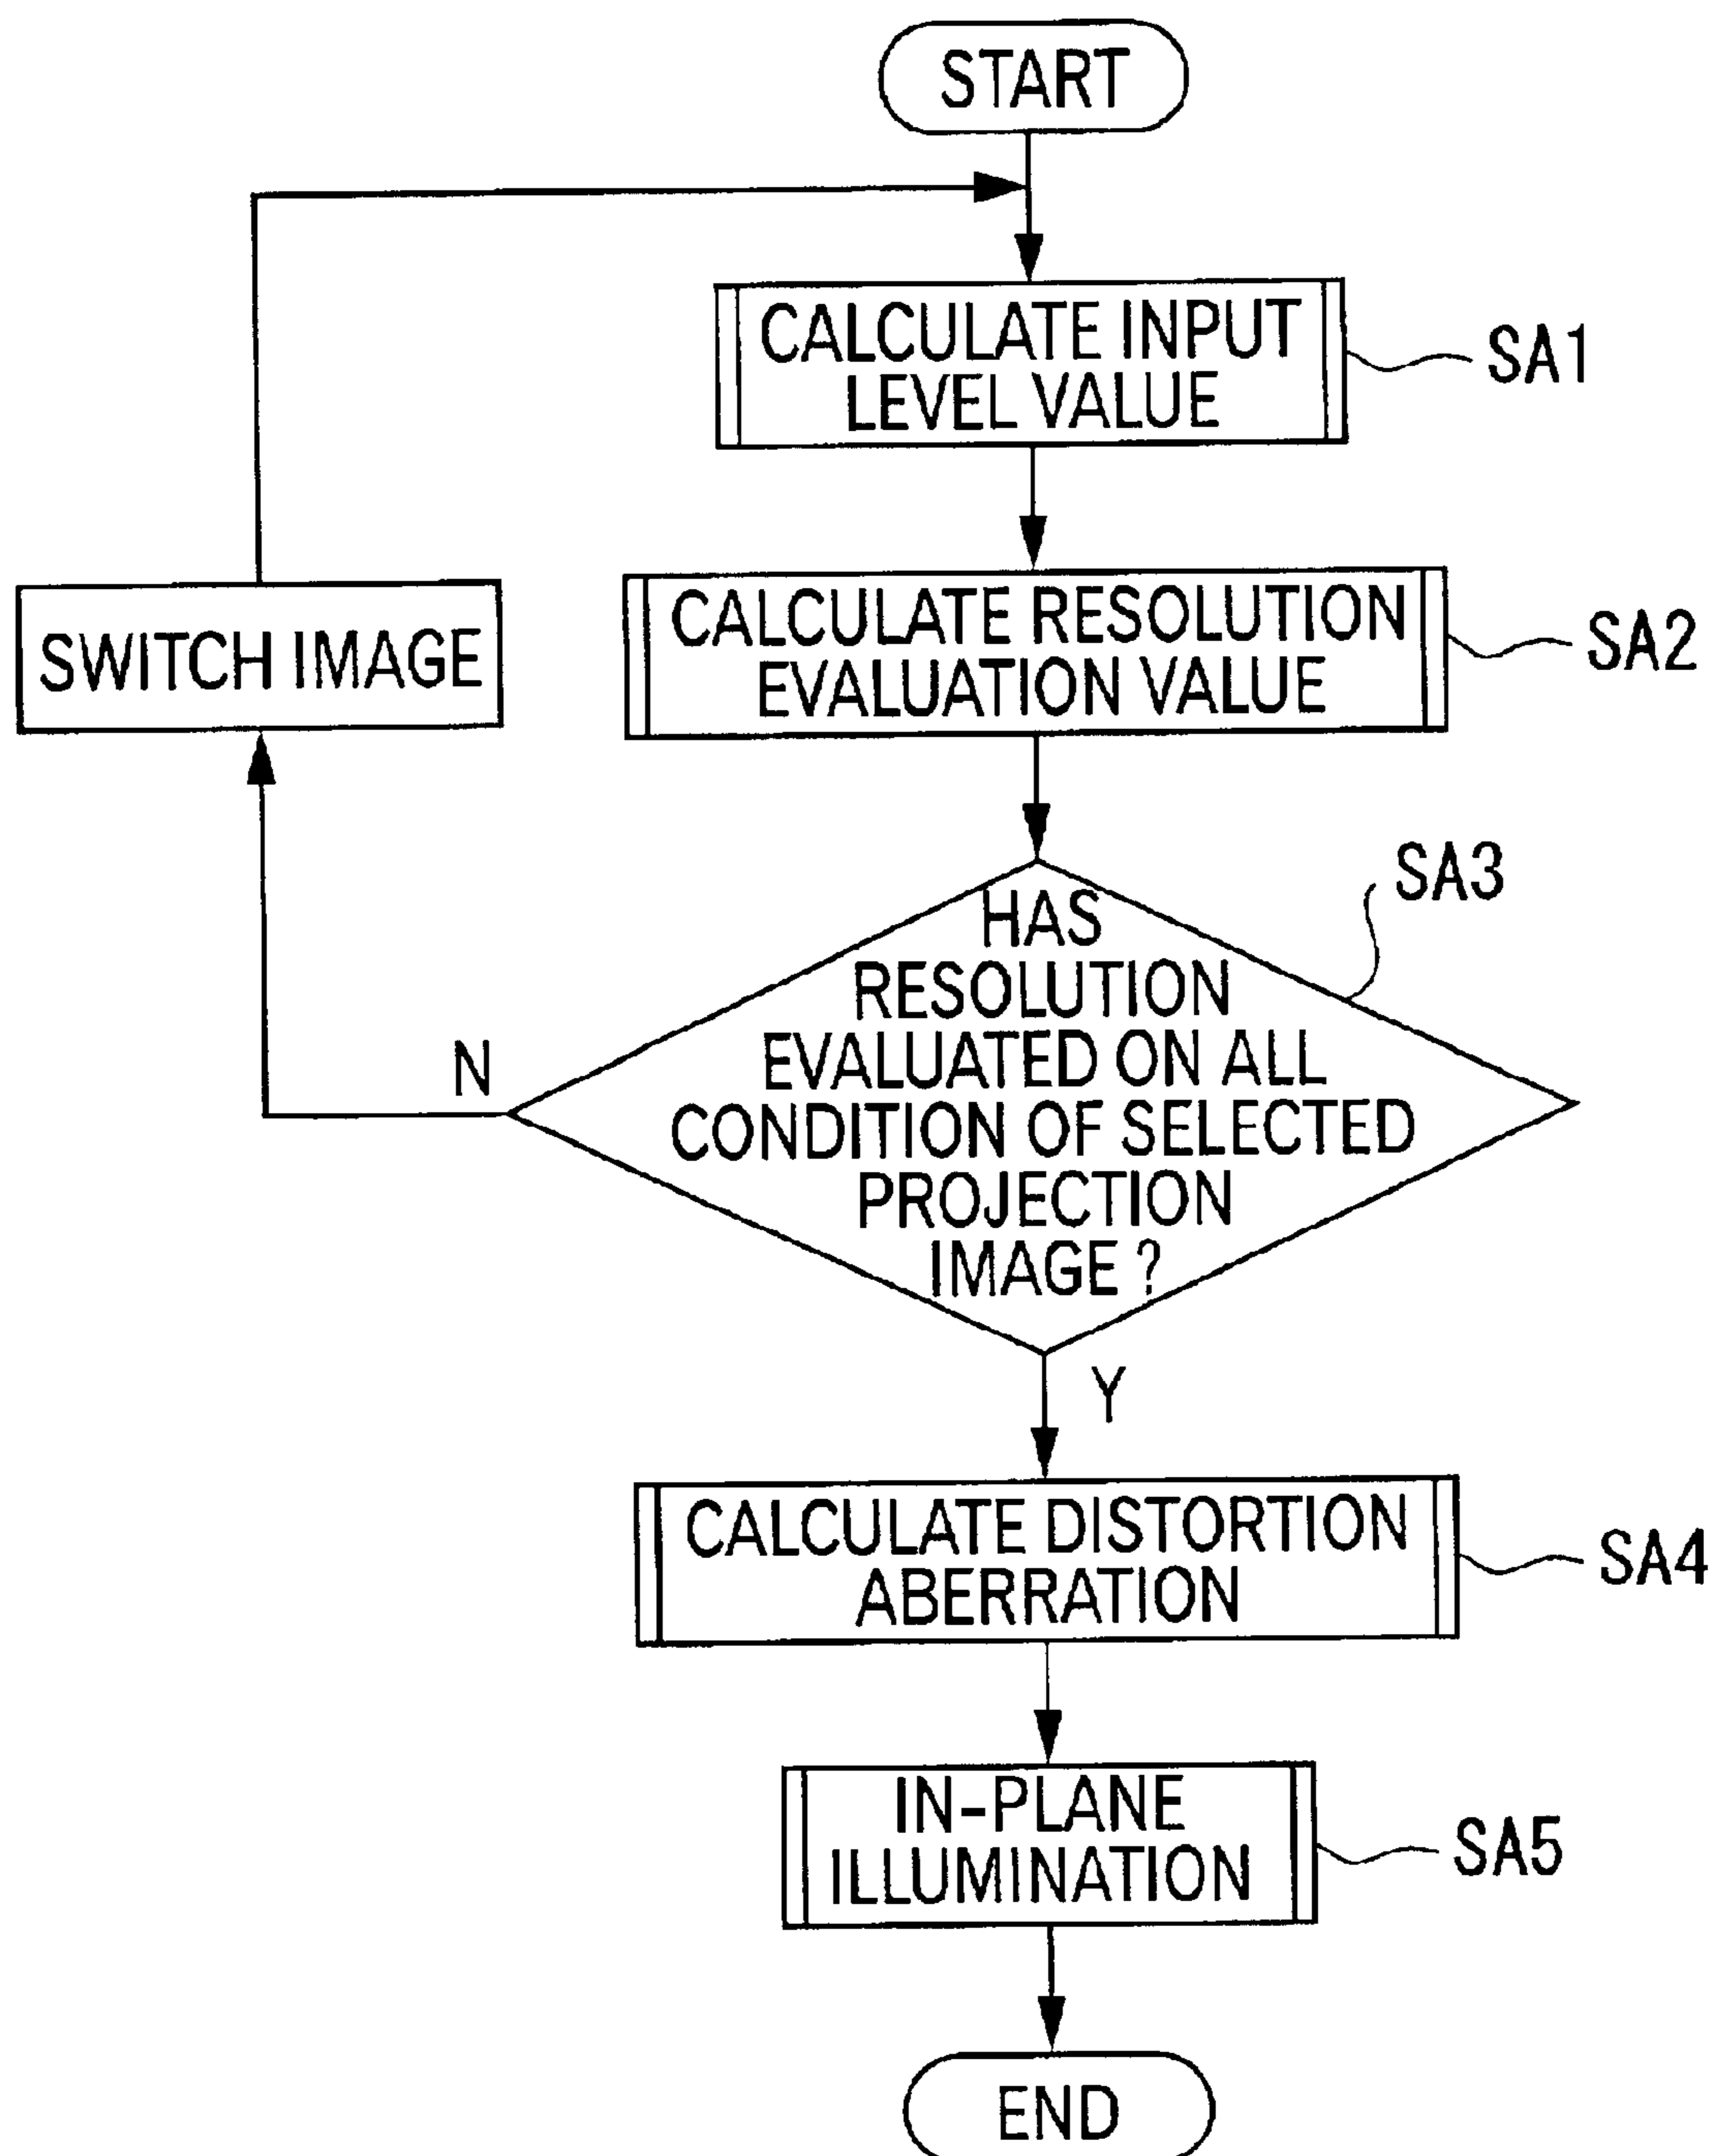 START
CALCULATE INPUT
LEVEL VALUE
SA1
CALCULATE RESOLUTION
EVALUATION VALUE
SA2
SWITCH IMAGE
HAS
RESOLUTION
EVALUATED ON ALL
CONDITION OF SELECTED
PROJECTION
IMAGE ?
SA3
N
Y
CALCULATE DISTORTION
ABERRATION
SA4
IN-PLANE
ILLUMINATION
SA5
END